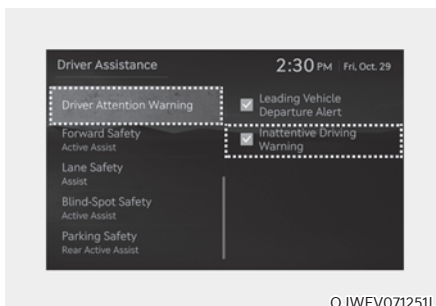 Driver Assistance
2:30 PM Fri, Oct. 29
Driver Attention Warning
Forward Safety
Active Assist
Lane Safety
Assist
Blind-Spot Safety
Active Assist
Parking Safety
Rear Active Assist
Leading Vehicle
Departure Alert
Inattentive Driving
Warning
OJWEV071251L